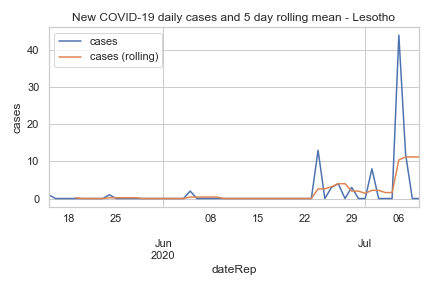 New COVID-19 daily cases and 5 day rolling mean - Lesotho
cases
cases (rolling)
cases
40
30
20
10
0
18 25 08 15 22 29 06
Jun Jul
2020
dateRep